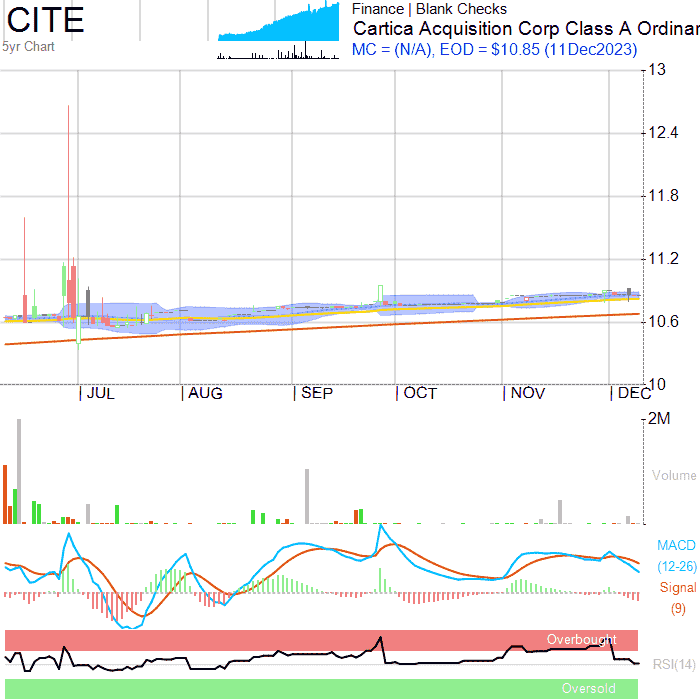 CITE
5yr Chart
Finance | Blank Checks
Cartica Acquisition Corp Class A Ordinar
MC = (N/A), EOD = $10.85 (11Dec2023)
13
12.4
11.8
11.2
10.6
10
JUL AUG SEP OCT NOV DEC
2M
Volume
MACD
(12-26)
Signal
(9)
Overbought
RSI(14)
Oversold